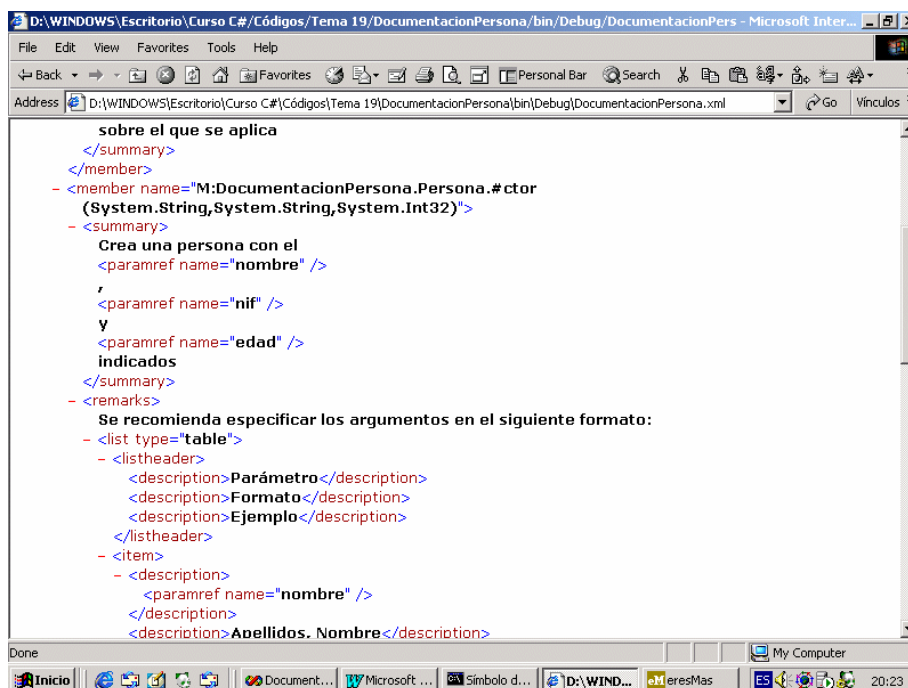 D:\WINDOWS\Escritorio\Curso C#/Códigos/Tema 19/DocumentacionPersona/bin/Debug/DocumentacionPers - Microsoft Inter...
File Edit View Favorites Tools Help
Back Favorites Personal Bar Search
Address D:\WINDOWS\Escritorio\Curso C#\Códigos\Tema 19\DocumentacionPersona\bin\Debug\DocumentacionPersona.xml Go Vínculos
sobre el que se aplica
</summary>
</member>
- <member name="M:DocumentacionPersona.Persona.#ctor
(System.String,System.String,System.Int32)">
- <summary>
Crea una persona con el
<paramref name="nombre" />
,
<paramref name="nif" />
y
<paramref name="edad" />
indicados
</summary>
- <remarks>
Se recomienda especificar los argumentos en el siguiente formato:
- <list type="table">
- <listheader>
<description>Parámetro</description>
<description>Formato</description>
<description>Ejemplo</description>
</listheader>
- <item>
- <description>
<paramref name="nombre" />
</description>
<description>Apellidos, Nombre</description>
Done My Computer
Inicio Document... Microsoft ... Símbolo d... D:\WIND... eresMas ES 20:23